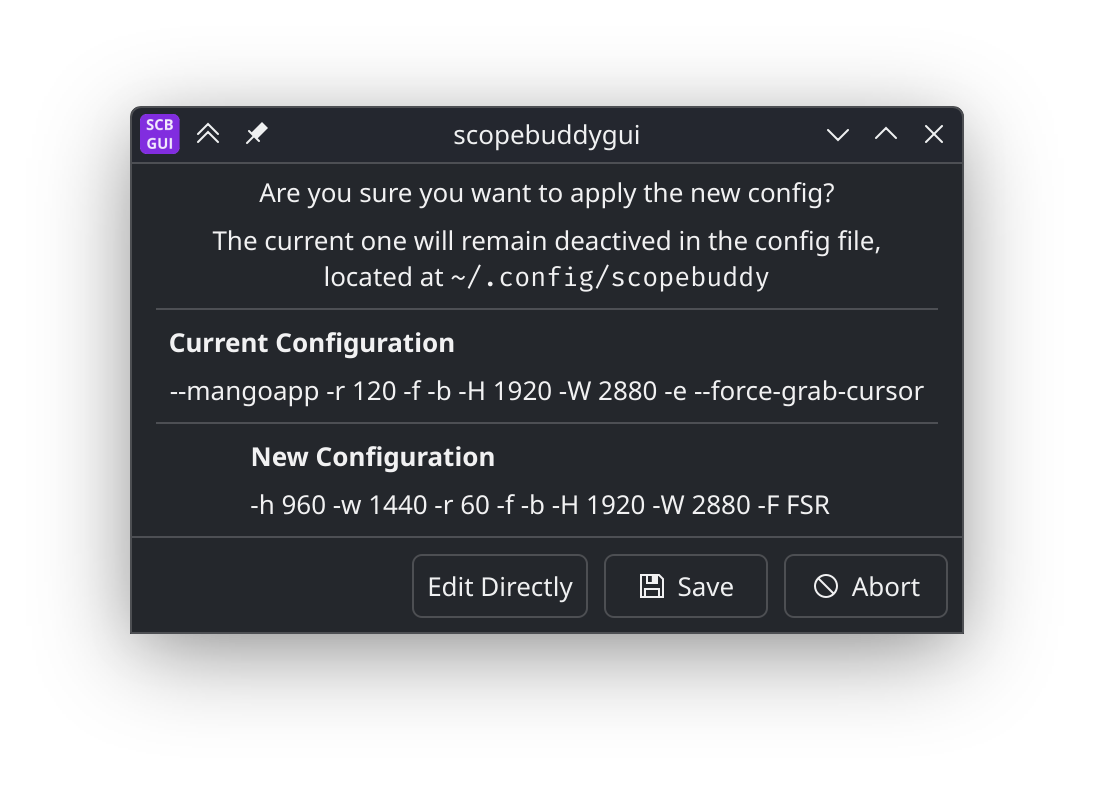 SCB
GUI
scopebuddygui
Are you sure you want to apply the new config?
The current one will remain deactived in the config file,
located at ~/.config/scopebuddy
Current Configuration
--mangoapp -r 120 -f -b -H 1920 -W 2880 -e --force-grab-cursor
New Configuration
-h 960 -w 1440 -r 60 -f -b -H 1920 -W 2880 -F FSR
Edit Directly
Save
Abort